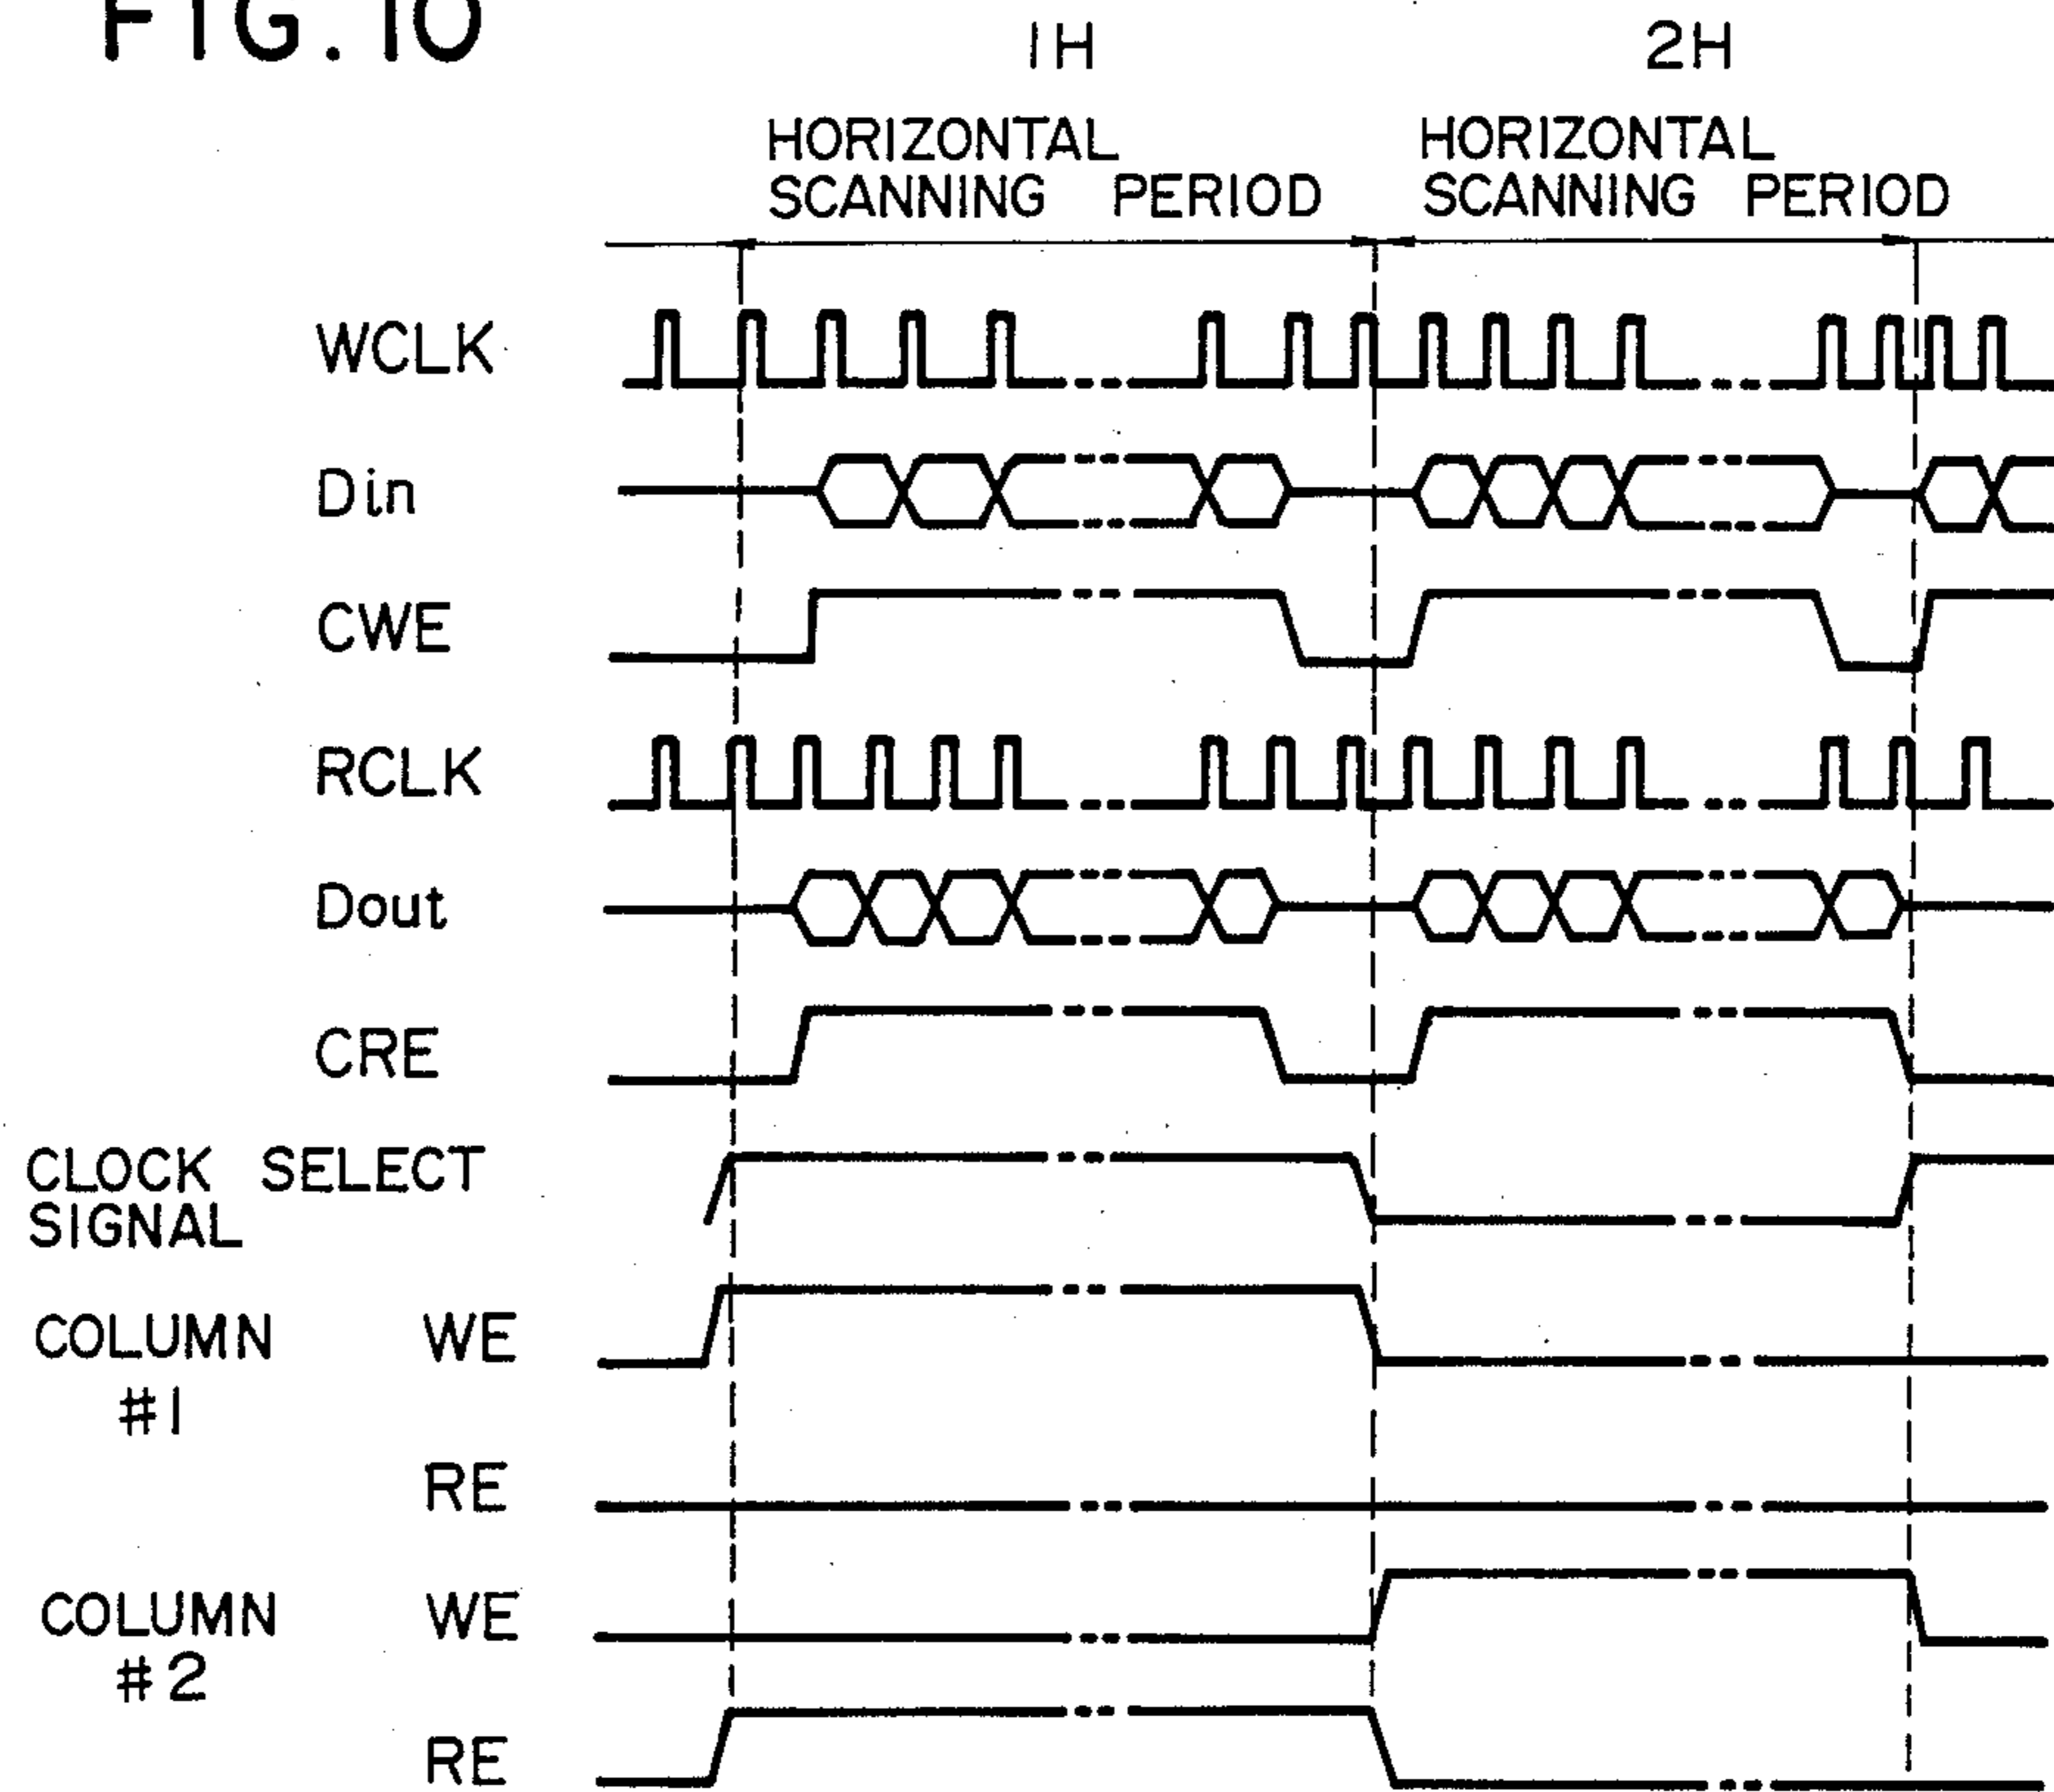 FIG. 10
1H 2H
HORIZONTAL HORIZONTAL
SCANNING PERIOD SCANNING PERIOD
WCLK
Din
CWE
RCLK
Dout
CRE
CLOCK SELECT
SIGNAL
COLUMN WE
#1
RE
COLUMN WE
#2
RE